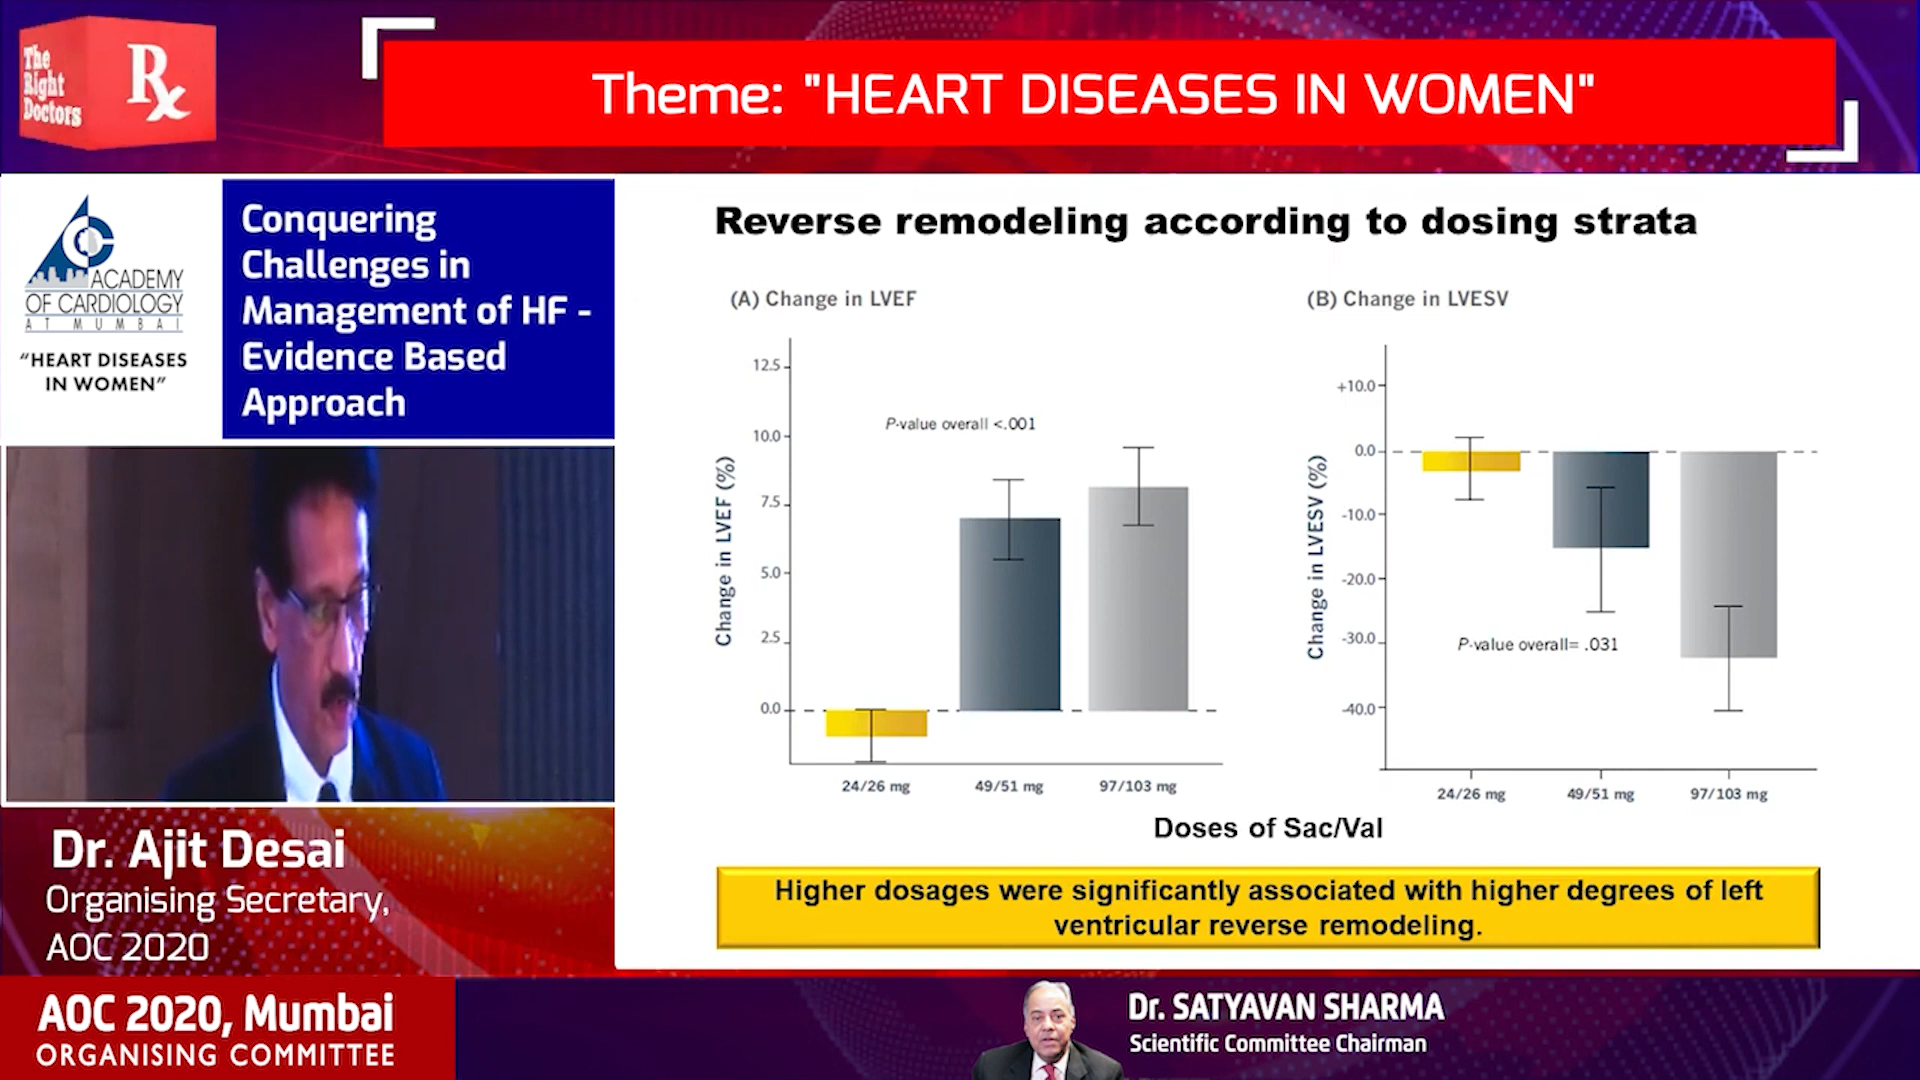 The
Right
Doctors
Rx
Theme: "HEART DISEASES IN WOMEN"
ACADEMY
OF CARDIOLOGY
AT MUMBAI
“HEART DISEASES
IN WOMEN”
Conquering
Challenges in
Management of HF -
Evidence Based
Approach
Reverse remodeling according to dosing strata
(A) Change in LVEF
Change in LVEF (%)
12.5
10.0
7.5
5.0
2.5
0.0
P-value overall <.001
24/26 mg 49/51 mg 97/103 mg
(B) Change in LVESV
Change in LVESV (%)
+10.0
0.0
-10.0
-20.0
-30.0
-40.0
P-value overall= .031
24/26 mg 49/51 mg 97/103 mg
Doses of Sac/Val
Higher dosages were significantly associated with higher degrees of left
ventricular reverse remodeling.
Dr. Ajit Desai
Organising Secretary,
AOC 2020
AOC 2020, Mumbai
ORGANISING COMMITTEE
Dr. SATYAVAN SHARMA
Scientific Committee Chairman